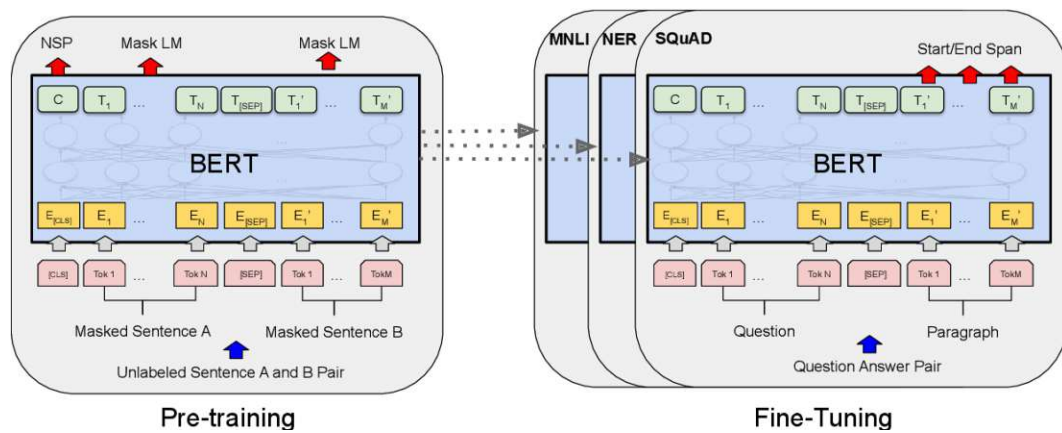 NSP Mask LM Mask LM
C T1 ... TN T[SEP] T1' ... TM'
BERT
E[CLS] E1 ... EN E[SEP] E1' ... EM'
[CLS] Tok 1 ... Tok N [SEP] Tok 1 ... TokM
Masked Sentence A Masked Sentence B
Unlabeled Sentence A and B Pair
Pre-training
MNLI NER SQuAD
Start/End Span
C T1 ... TN T[SEP] T1' ... TM'
BERT
E[CLS] E1 ... EN E[SEP] E1' ... EM'
[CLS] Tok 1 ... Tok N [SEP] Tok 1 ... TokM
Question Paragraph
Question Answer Pair
Fine-Tuning